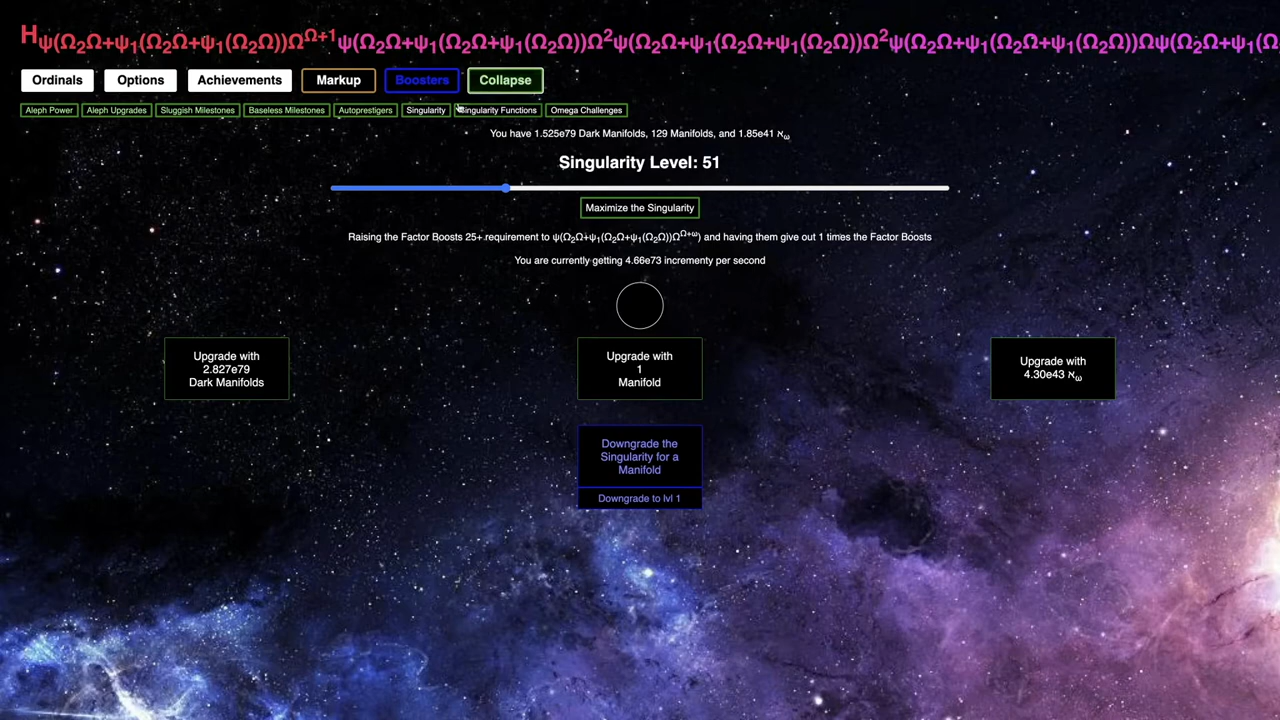 Hψ(Ω₂Ω+ψ₁(Ω₂Ω+ψ₁(Ω₂Ω))Ω^Ω+1ψ(Ω₂Ω+ψ₁(Ω₂Ω+ψ₁(Ω₂Ω))Ω²ψ(Ω₂Ω+ψ₁(Ω₂Ω+ψ₁(Ω₂Ω))Ω²ψ(Ω₂Ω+ψ₁(Ω₂Ω+ψ₁(Ω₂Ω))Ωψ(Ω₂Ω+ψ₁(Ω
Ordinals Options Achievements Markup Boosters Collapse
Aleph Power Aleph Upgrades Sluggish Milestones Baseless Milestones Autoprestigers Singularity Singularity Functions Omega Challenges
You have 1.525e79 Dark Manifolds, 129 Manifolds, and 1.85e41 ℵω
Singularity Level: 51
Maximize the Singularity
Raising the Factor Boosts 25+ requirement to ψ(Ω₂Ω+ψ₁(Ω₂Ω+ψ₁(Ω₂Ω))Ω^Ω+ω) and having them give out 1 times the Factor Boosts
You are currently getting 4.66e73 incrementy per second
Upgrade with
2.827e79
Dark Manifolds
Upgrade with
1
Manifold
Upgrade with
4.30e43 ℵω
Downgrade the
Singularity for a
Manifold
Downgrade to lvl 1